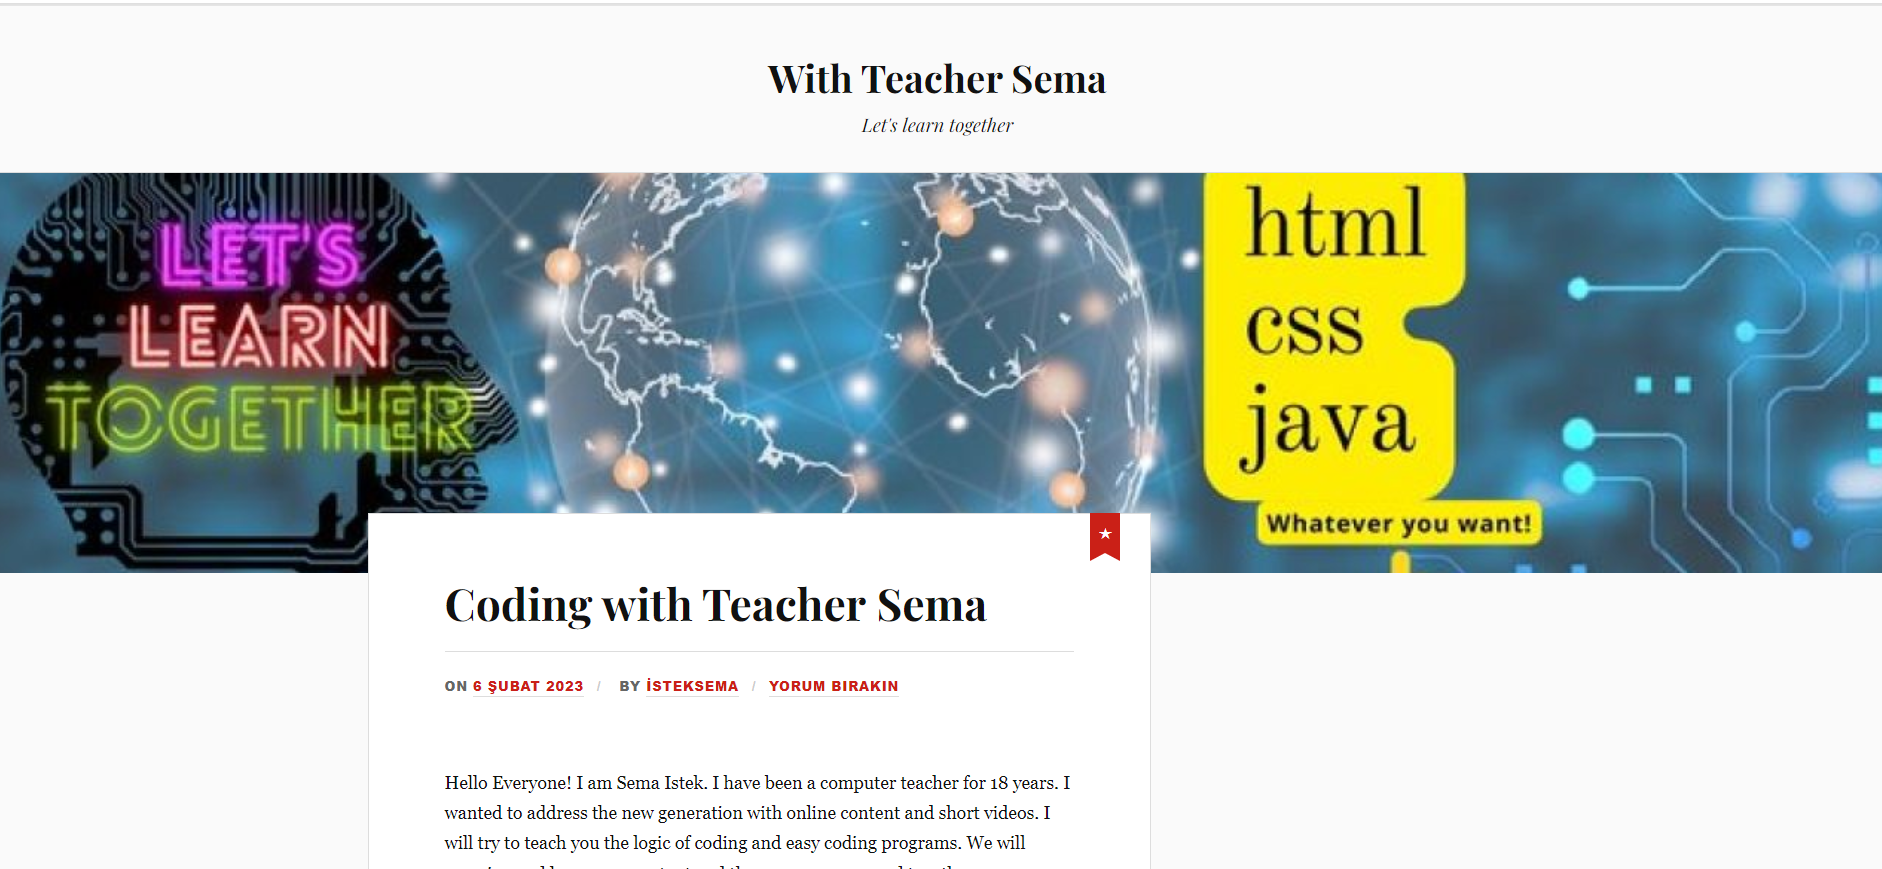 With Teacher Sema
Let's learn together
LET'S
LEARN
TOGETHER
html
css
java
Whatever you want!
Coding with Teacher Sema
ON 6 ŞUBAT 2023 / BY İSTEKSEMA / YORUM BIRAKIN
Hello Everyone! I am Sema Istek. I have been a computer teacher for 18 years. I
wanted to address the new generation with online content and short videos. I
will try to teach you the logic of coding and easy coding programs. We will